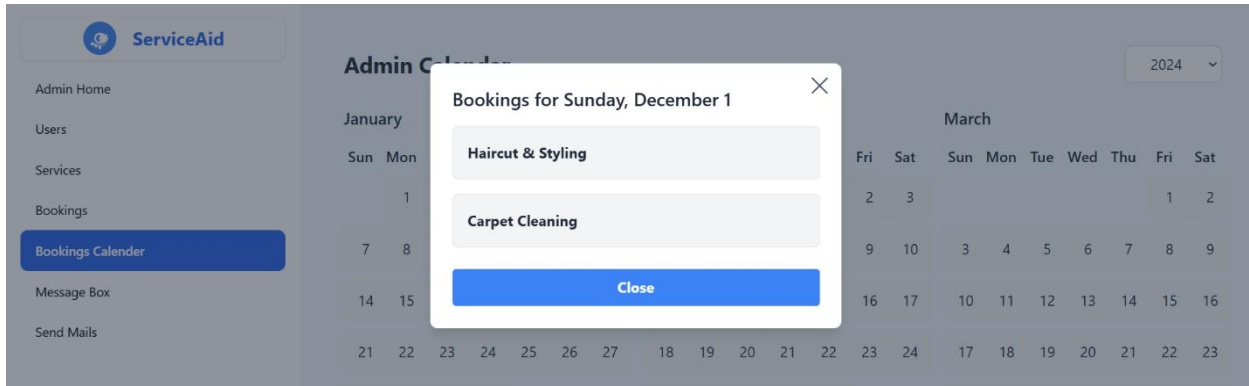 ServiceAid
Admin Home
Users
Services
Bookings
Bookings Calender
Message Box
Send Mails
Admin Calendar
2024
January
Sun Mon
1
7 8
14 15
21 22 23 24 25 26 27
Bookings for Sunday, December 1
Haircut & Styling
Carpet Cleaning
Close
Fri Sat
2 3
9 10
16 17
18 19 20 21 22 23 24
March
Sun Mon Tue Wed Thu Fri Sat
1 2
3 4 5 6 7 8 9
10 11 12 13 14 15 16
17 18 19 20 21 22 23